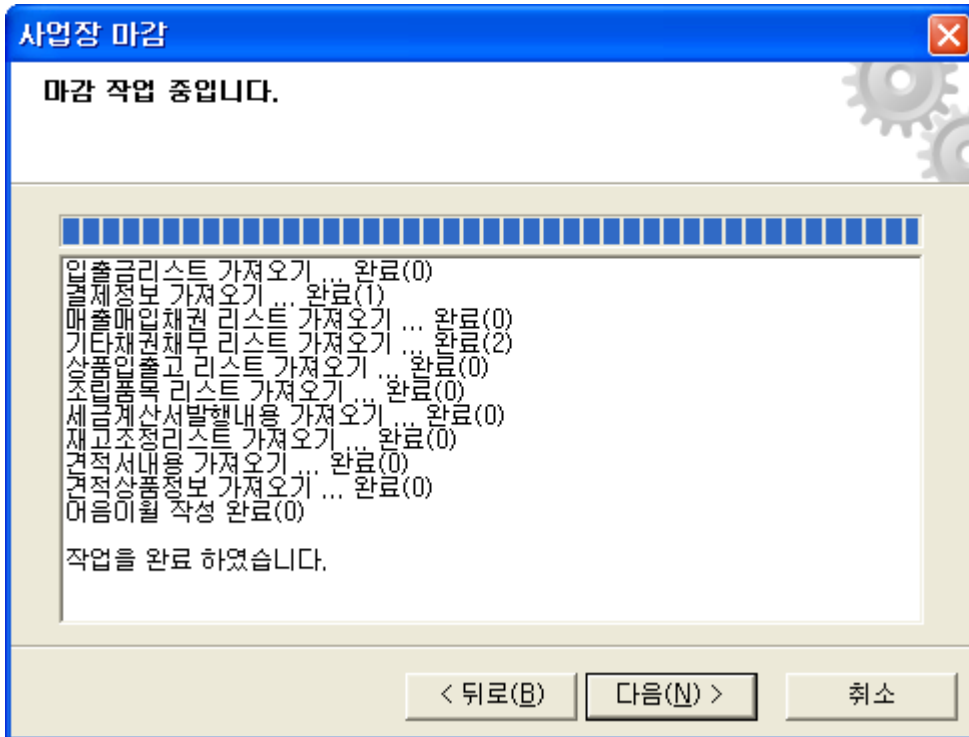 사업장 마감
마감 작업 중입니다.
입출금리스트 가져오기 ... 완료(0)
결제정보 가져오기 ... 완료(1)
매출매입채권 리스트 가져오기 ... 완료(0)
기타채권채무 리스트 가져오기 ... 완료(2)
상품입출고 리스트 가져오기 ... 완료(0)
조립품목 리스트 가져오기 ... 완료(0)
세금계산서발행내용 가져오기 ... 완료(0)
재고조정리스트 가져오기 ... 완료(0)
견적서내용 가져오기 ... 완료(0)
견적상품정보 가져오기 ... 완료(0)
어음이월 작성 완료(0)
작업을 완료 하였습니다.
< 뒤로(B)
다음(N) >
취소